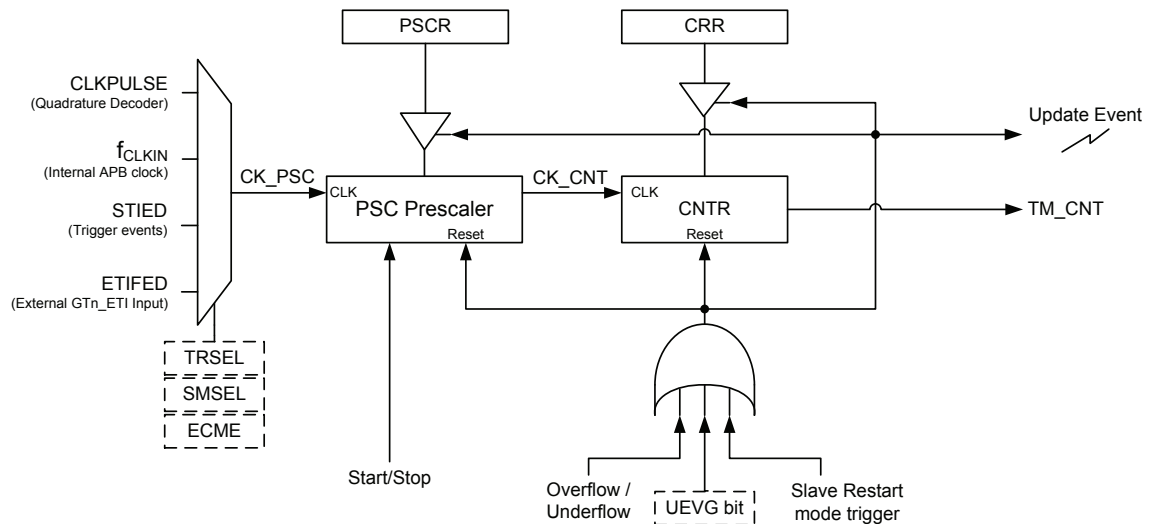 PSCR
CRR
CLKPULSE
(Quadrature Decoder)
Update Event
fCLKIN
(Internal APB clock)
CK_PSC
CK_CNT
CLK
PSC Prescaler
Reset
CLK
CNTR
Reset
TM_CNT
STIED
(Trigger events)
ETIFED
(External GTn_ETI Input)
TRSEL
SMSEL
ECME
Start/Stop
Overflow /
Underflow
UEVG bit
Slave Restart
mode trigger